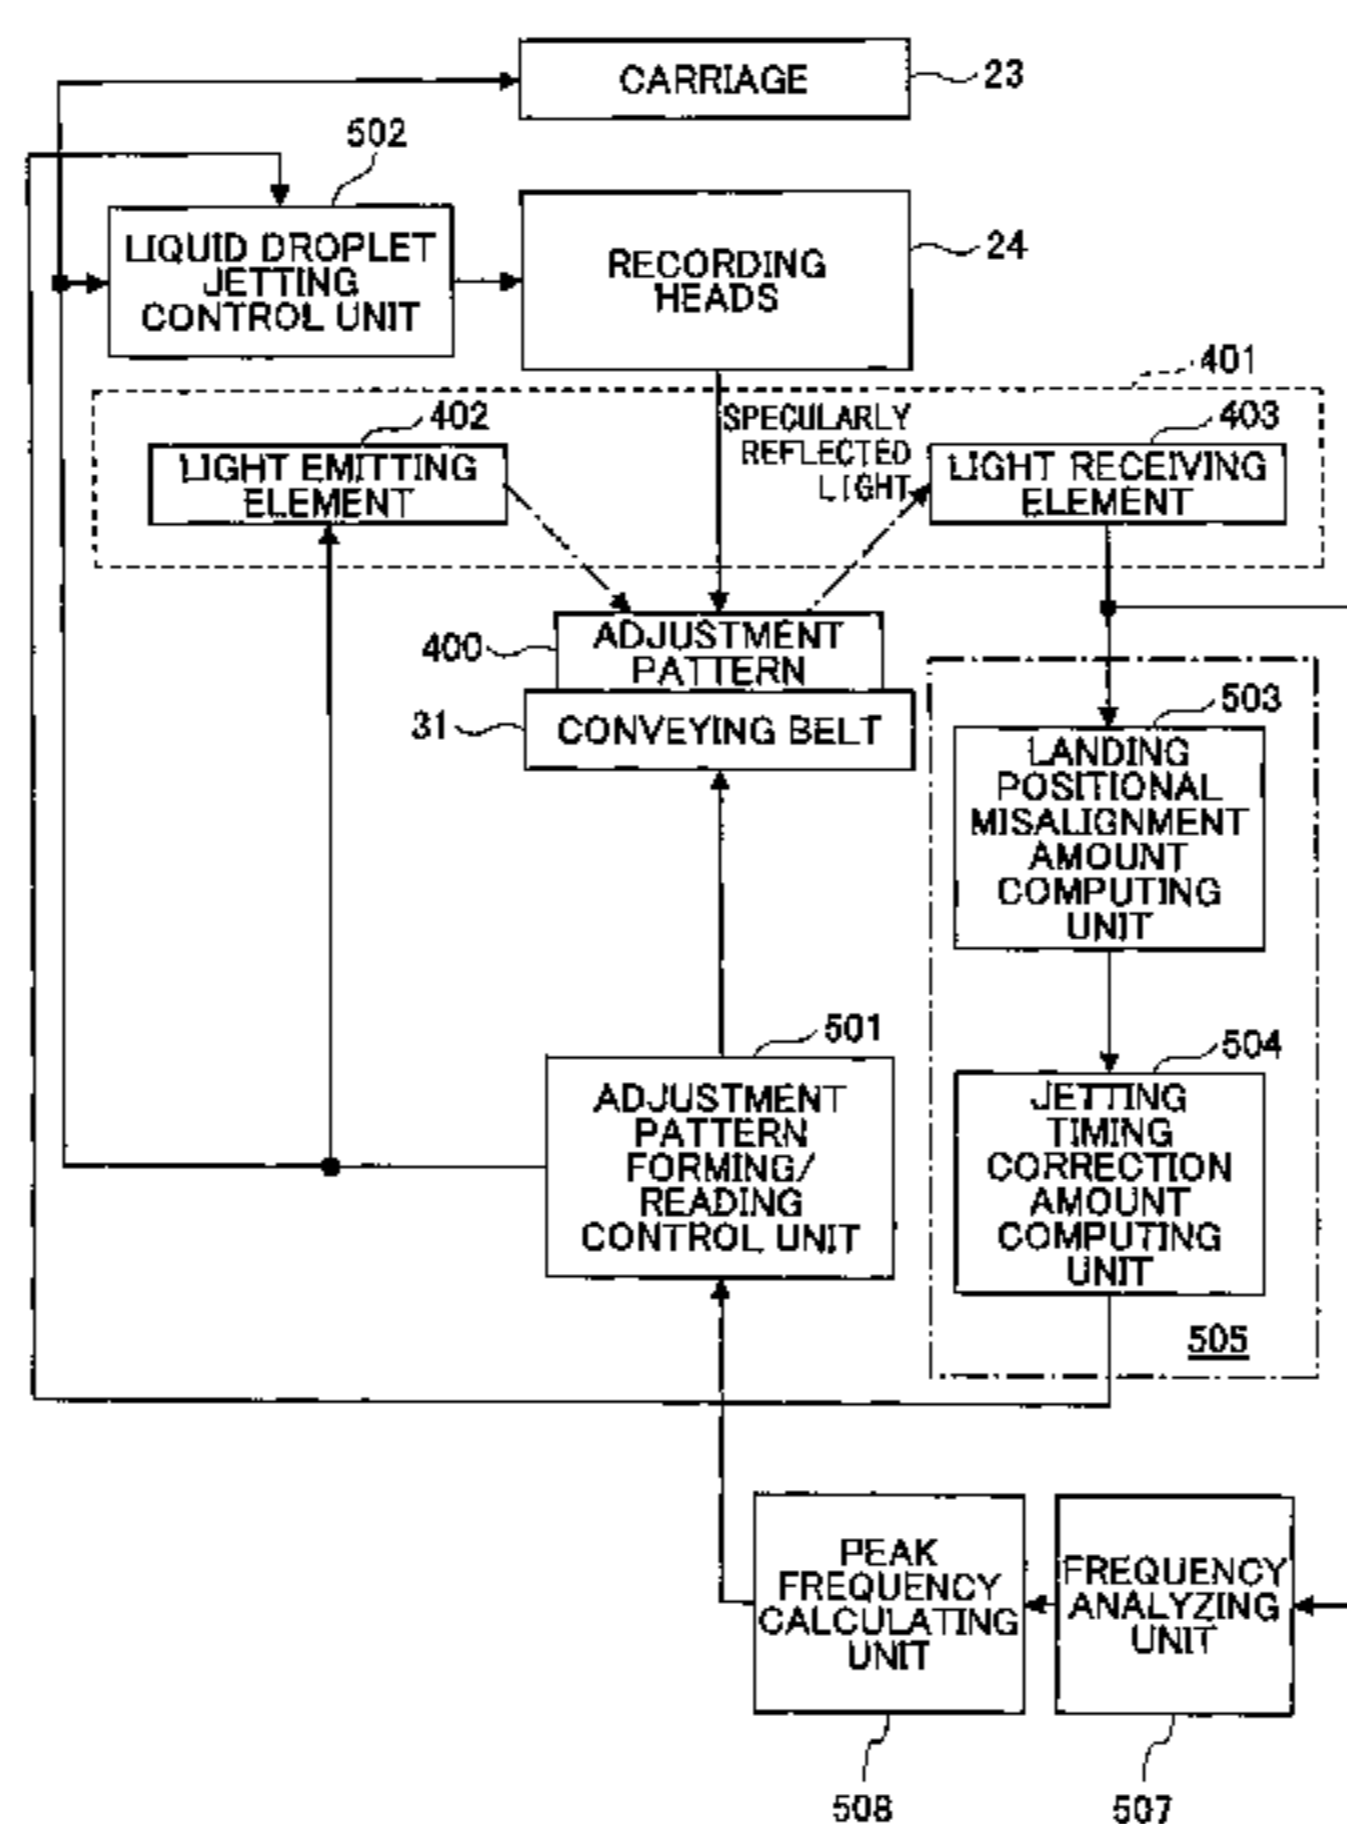 CARRIAGE
23
502
LIQUID DROPLET
JETTING
CONTROL UNIT
RECORDING
HEADS
24
401
402
LIGHT EMITTING
ELEMENT
SPECULARLY
REFLECTED
LIGHT
403
LIGHT RECEIVING
ELEMENT
400
ADJUSTMENT
PATTERN
31
CONVEYING BELT
503
LANDING
POSITIONAL
MISALIGNMENT
AMOUNT
COMPUTING
UNIT
501
ADJUSTMENT
PATTERN
FORMING/
READING
CONTROL UNIT
504
JETTING
TIMING
CORRECTION
AMOUNT
COMPUTING
UNIT
505
PEAK
FREQUENCY
CALCULATING
UNIT
FREQUENCY
ANALYZING
UNIT
508
507